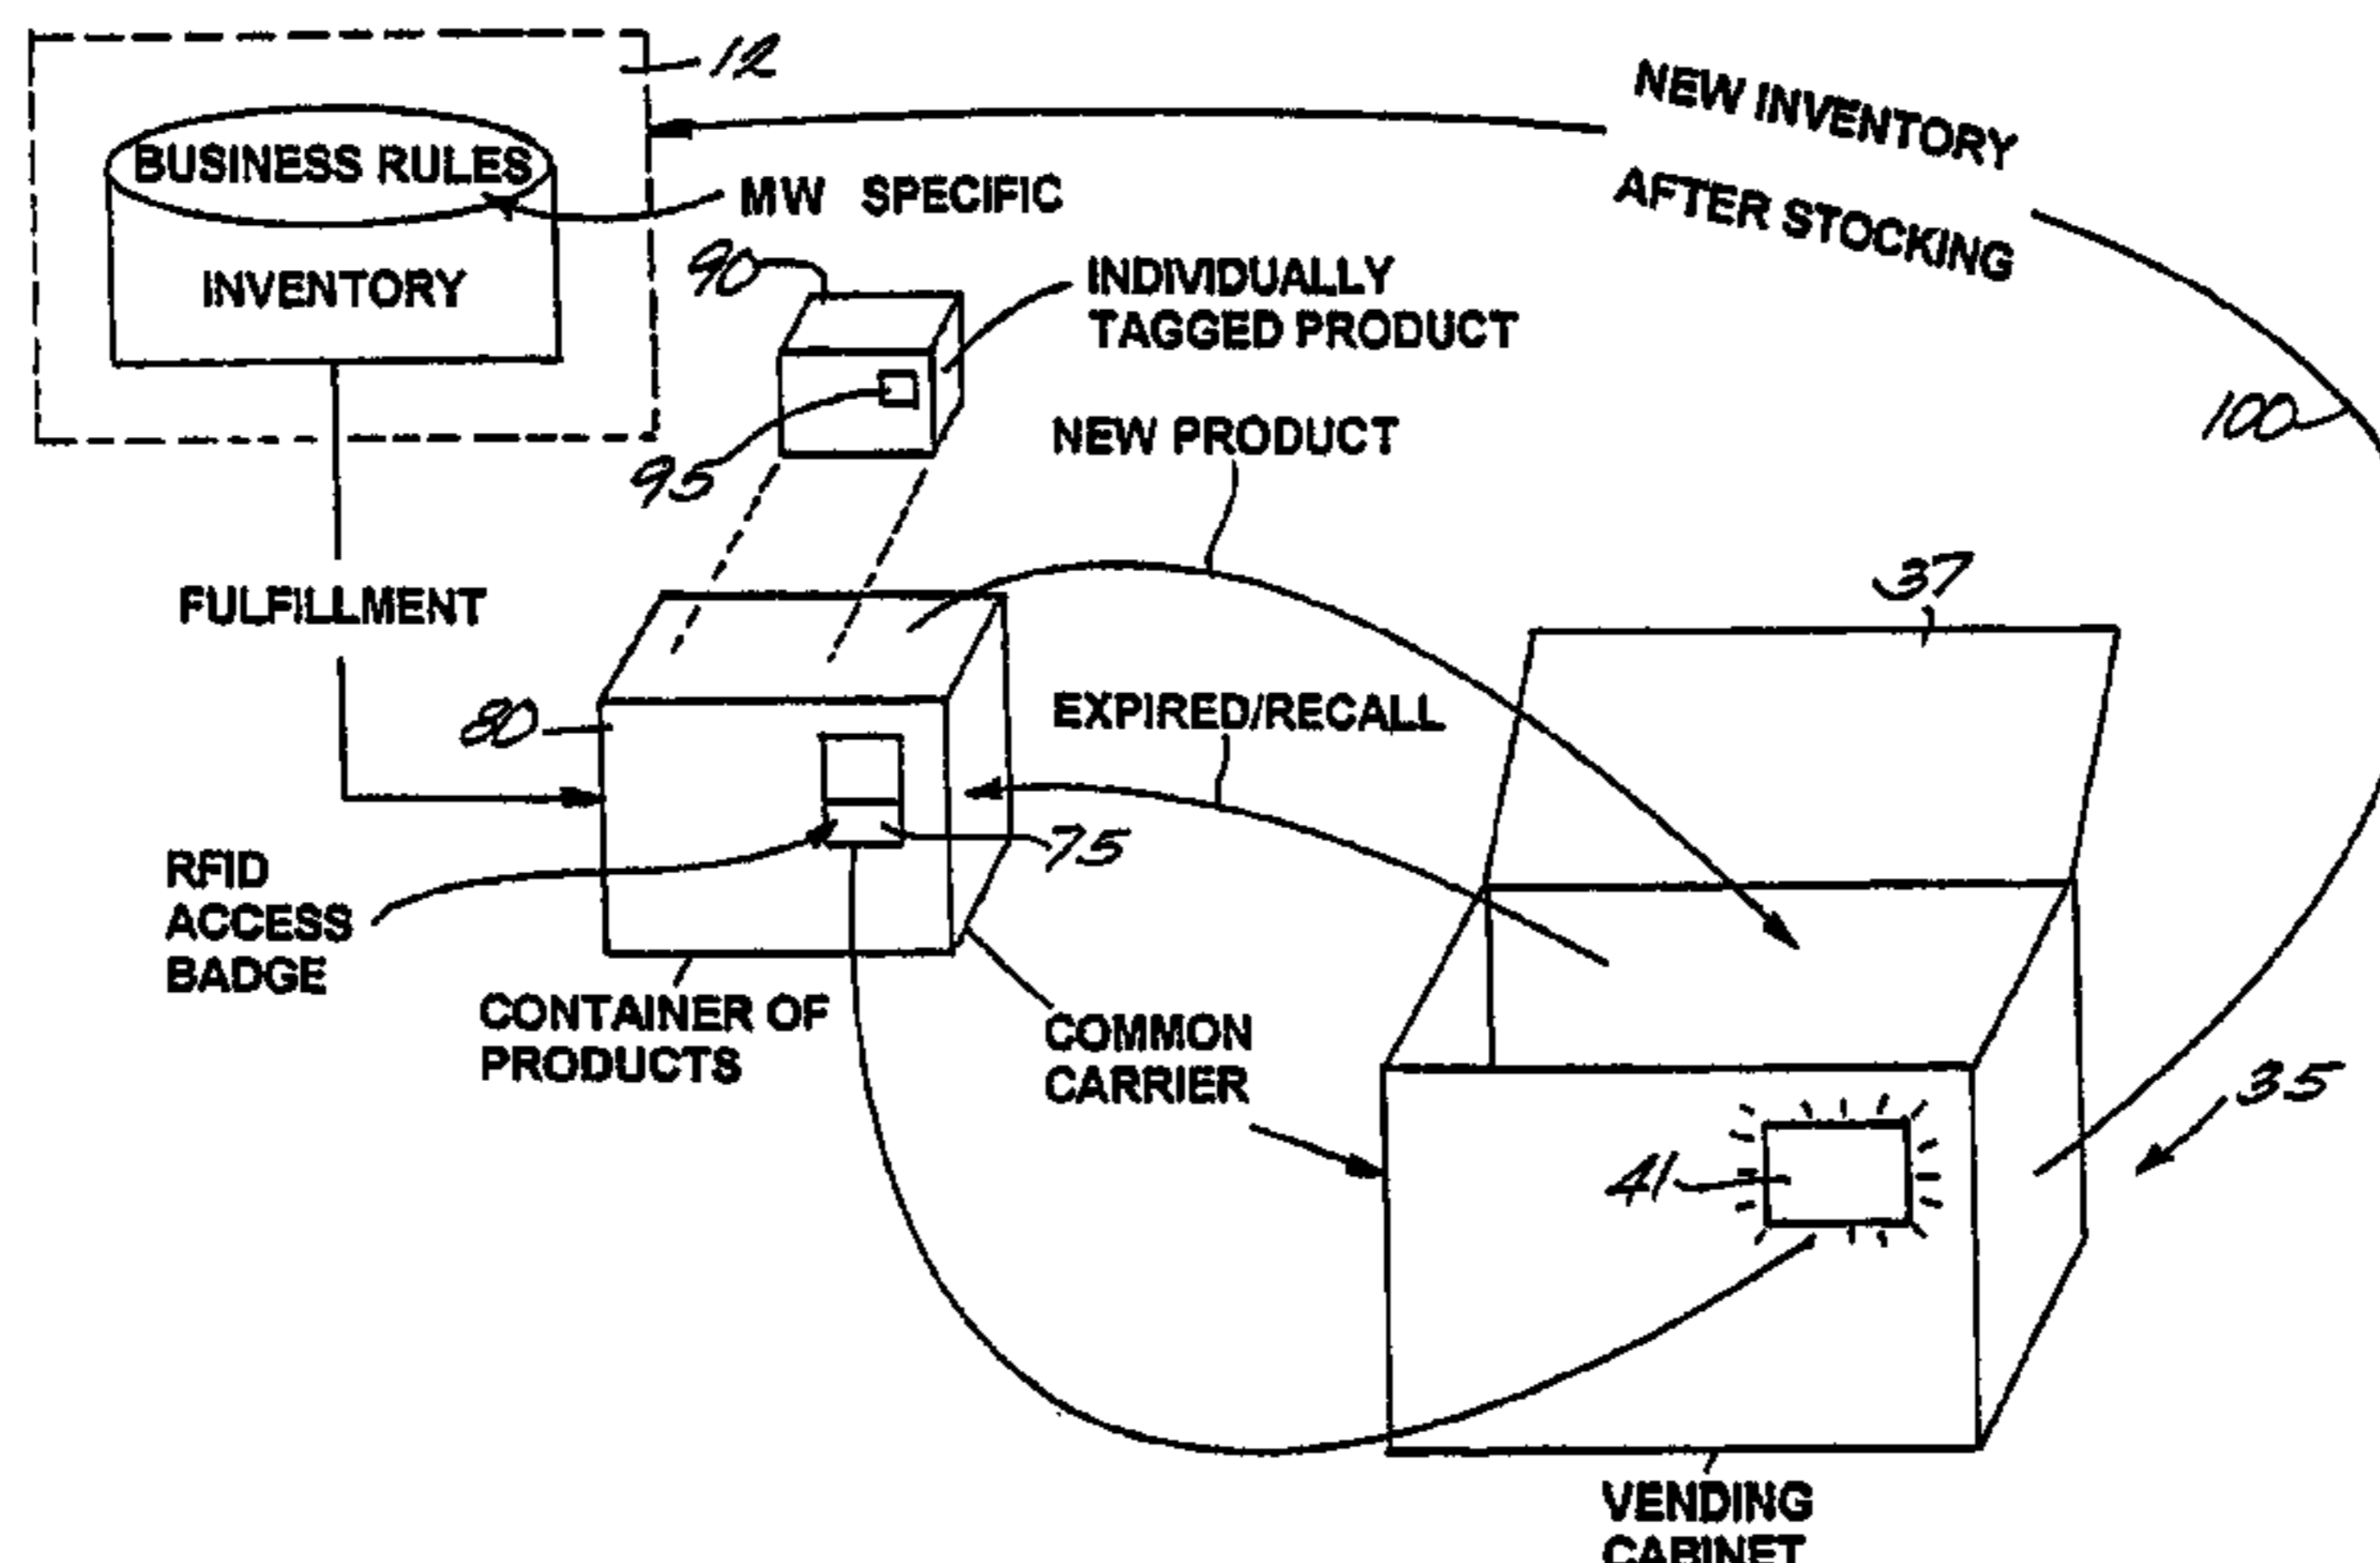 12
BUSINESS RULES
MW SPECIFIC
INVENTORY
NEW INVENTORY
AFTER STOCKING
90
INDIVIDUALLY
TAGGED PRODUCT
95
NEW PRODUCT
100
FULFILLMENT
37
80
EXPIRED/RECALL
75
RFID
ACCESS
BADGE
CONTAINER OF
PRODUCTS
COMMON
CARRIER
35
41
VENDING
CABINET